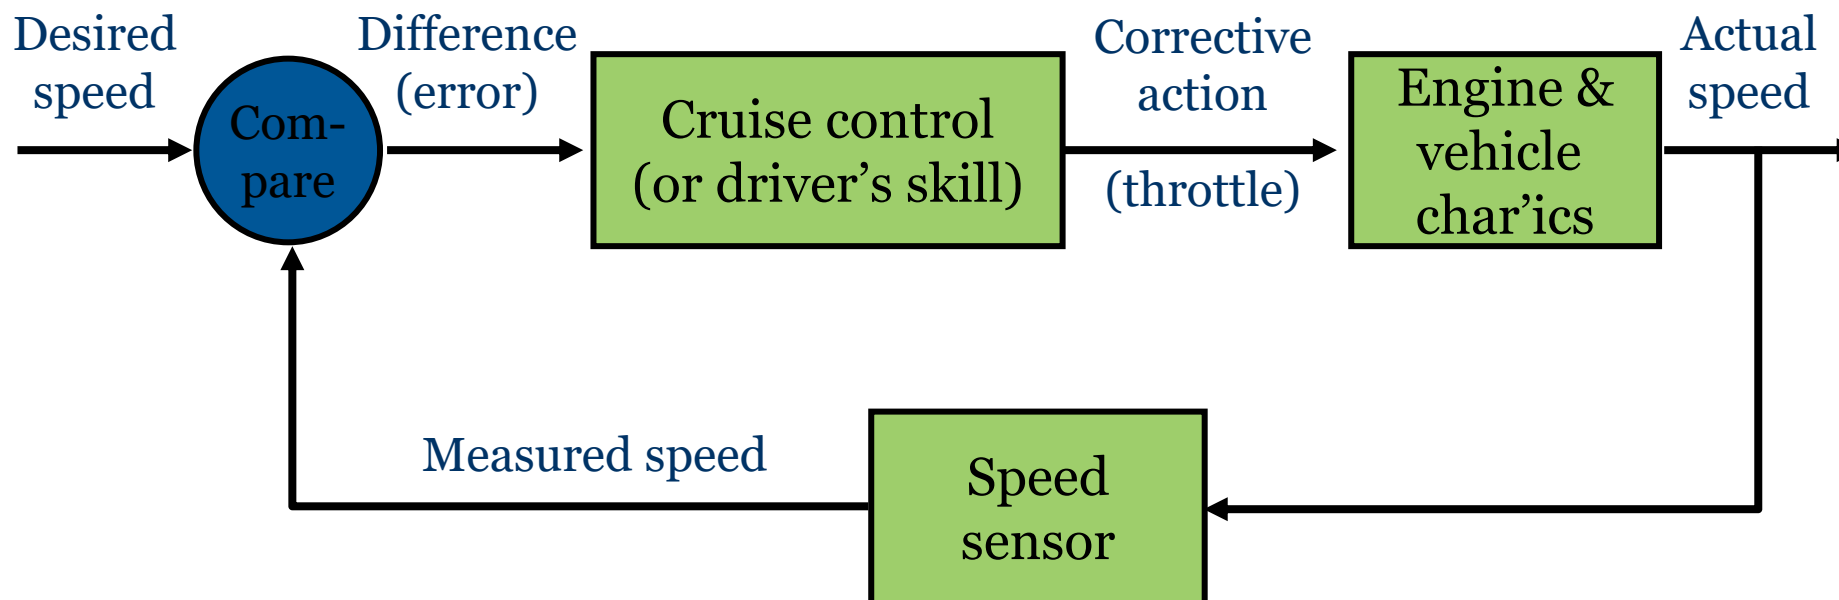 Desired
speed
Com-
pare
Difference
(error)
Cruise control
(or driver’s skill)
Corrective
action
(throttle)
Engine &
vehicle
char’ics
Actual
speed
Measured speed
Speed
sensor